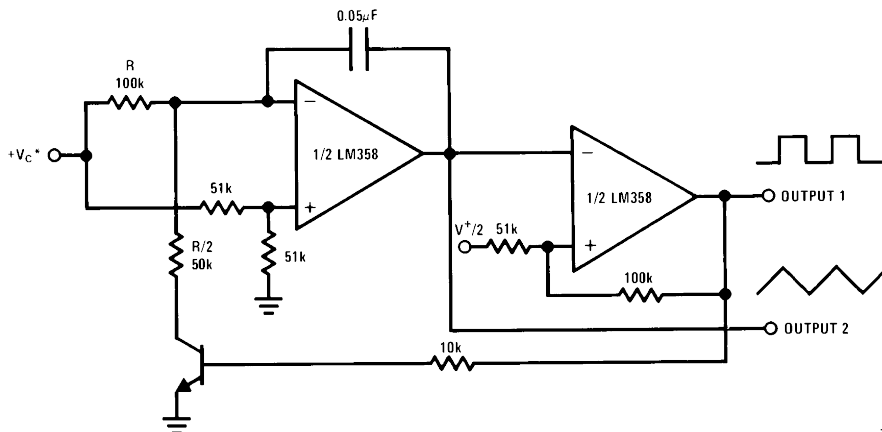 0.05μF
R
100k
+VC*
1/2 LM358
51k
51k
R/2
50k
V+/2
51k
1/2 LM358
100k
10k
OUTPUT 1
OUTPUT 2